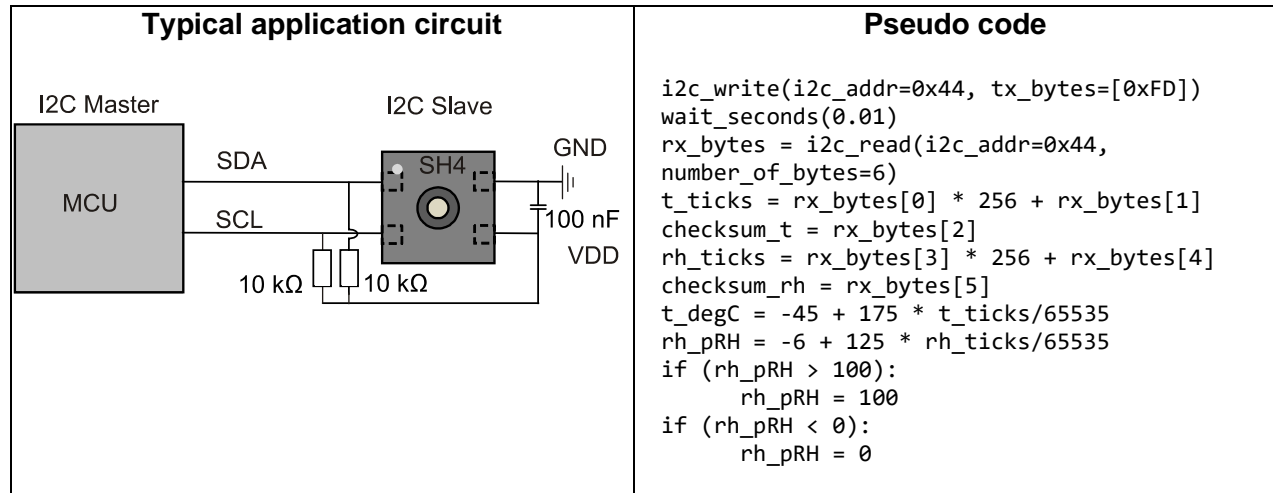 Typical application circuit
I2C Master
I2C Slave
MCU
SDA
SCL
SH4
GND
100 nF
VDD
10 kΩ
10 kΩ
Pseudo code
i2c_write(i2c_addr=0x44, tx_bytes=[0xFD])
wait_seconds(0.01)
rx_bytes = i2c_read(i2c_addr=0x44,
number_of_bytes=6)
t_ticks = rx_bytes[0] * 256 + rx_bytes[1]
checksum_t = rx_bytes[2]
rh_ticks = rx_bytes[3] * 256 + rx_bytes[4]
checksum_rh = rx_bytes[5]
t_degC = -45 + 175 * t_ticks/65535
rh_pRH = -6 + 125 * rh_ticks/65535
if (rh_pRH > 100):
rh_pRH = 100
if (rh_pRH < 0):
rh_pRH = 0